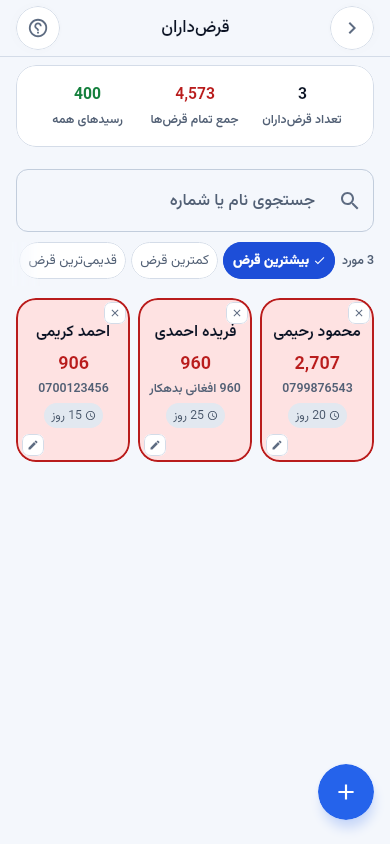 قرض‌داران
3
تعداد قرض‌داران
4,573
جمع تمام قرض‌ها
400
رسیدهای همه
جستجوی نام یا شماره
3 مورد
بیشترین قرض
کمترین قرض
قدیمی‌ترین قرض
محمود رحیمی
2,707
0799876543
20 روز
فریده احمدی
960
960 افغانی بدهکار
25 روز
احمد کریمی
906
0700123456
15 روز